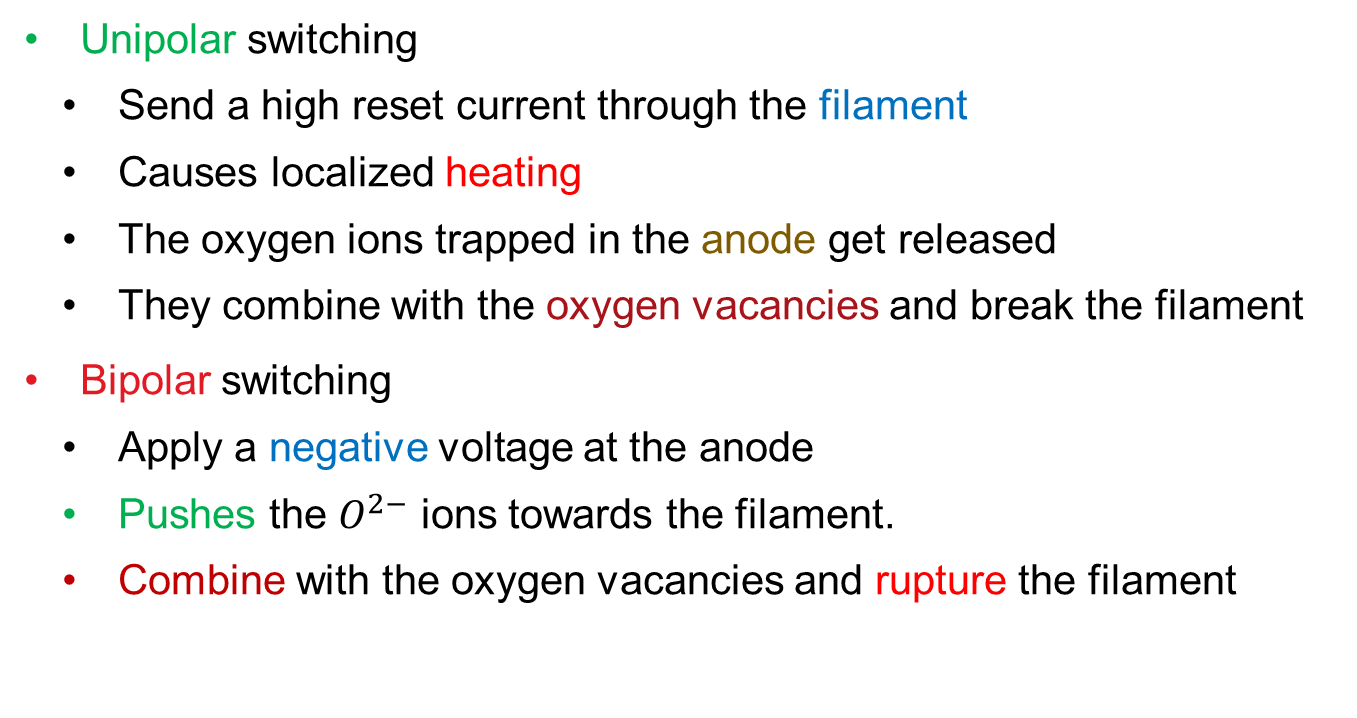 • Unipolar switching
• Send a high reset current through the filament
• Causes localized heating
• The oxygen ions trapped in the anode get released
• They combine with the oxygen vacancies and break the filament
• Bipolar switching
• Apply a negative voltage at the anode
• Pushes the O²⁻ ions towards the filament.
• Combine with the oxygen vacancies and rupture the filament